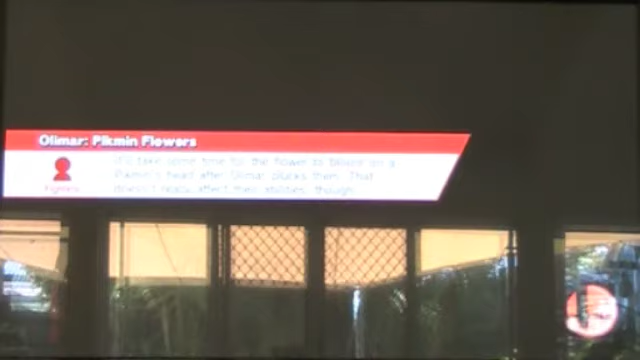 Olimar: Pikmin Flowers
It'll take some time for the flower to bloom on a
Pikmin's head after Olimar plucks them. That
doesn't really affect their abilities, though.
Fighters